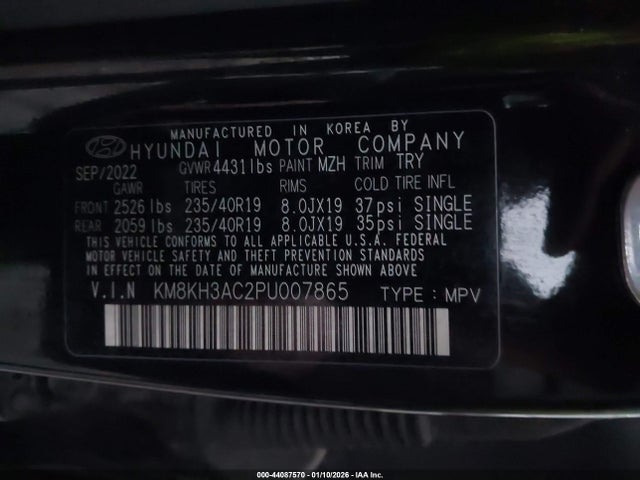 MANUFACTURED IN KOREA BY
HYUNDAI MOTOR COMPANY
SEP/2022 GVWR 4431lbs PAINT MZH TRIM TRY
GAWR TIRES RIMS COLD TIRE INFL
FRONT 2526 lbs 235/40R19 8.0JX19 37psi SINGLE
REAR 2059 lbs 235/40R19 8.0JX19 35psi SINGLE
THIS VEHICLE CONFORMS TO ALL APPLICABLE U.S.A. FEDERAL
MOTOR VEHICLE SAFETY AND THEFT PREVENTION STANDARDS
IN EFFECT ON THE DATE OF MANUFACTURE SHOWN ABOVE.
V.I.N KM8KH3AC2PU007865 TYPE : MPV
000-44087570 - 01/10/2026 - IAA Inc.